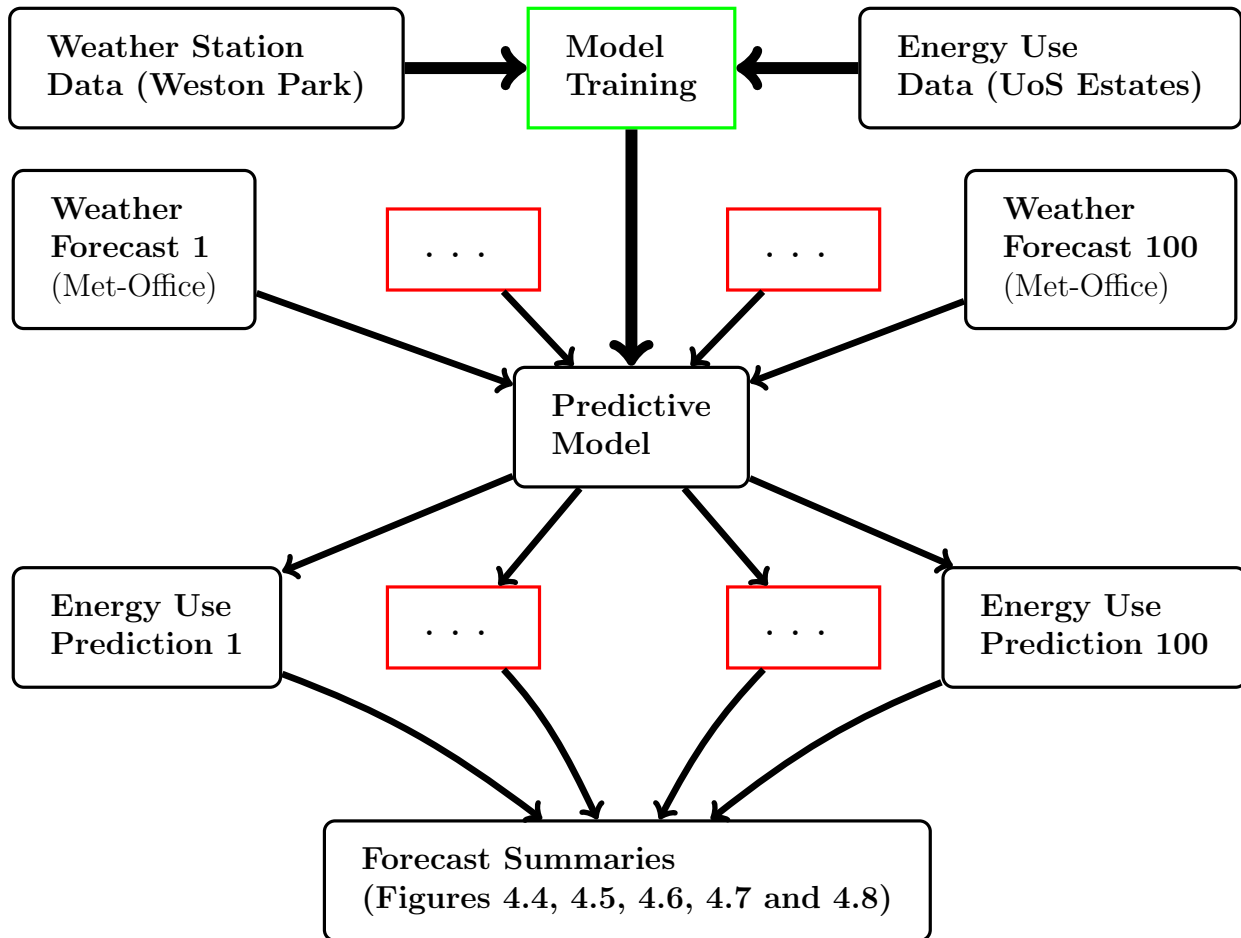 Weather Station
Data (Weston Park)
Model
Training
Energy Use
Data (UoS Estates)
Weather
Forecast 1
(Met-Office)
. . .
. . .
Weather
Forecast 100
(Met-Office)
Predictive
Model
Energy Use
Prediction 1
. . .
. . .
Energy Use
Prediction 100
Forecast Summaries
(Figures 4.4, 4.5, 4.6, 4.7 and 4.8)